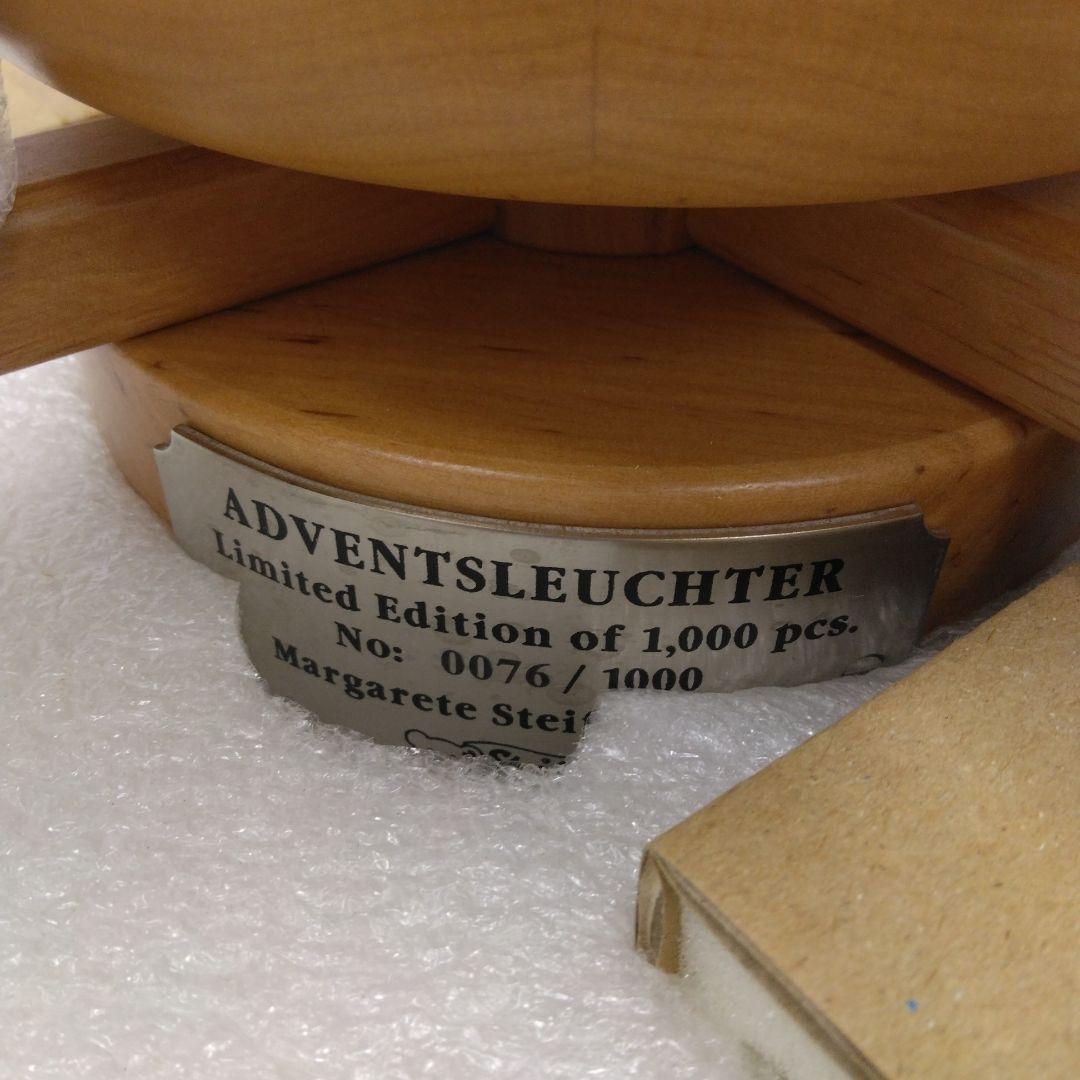 ADVENTSLEUCHTER
Limited Edition of 1,000 pcs.
No: 0076 / 1000
Margarete